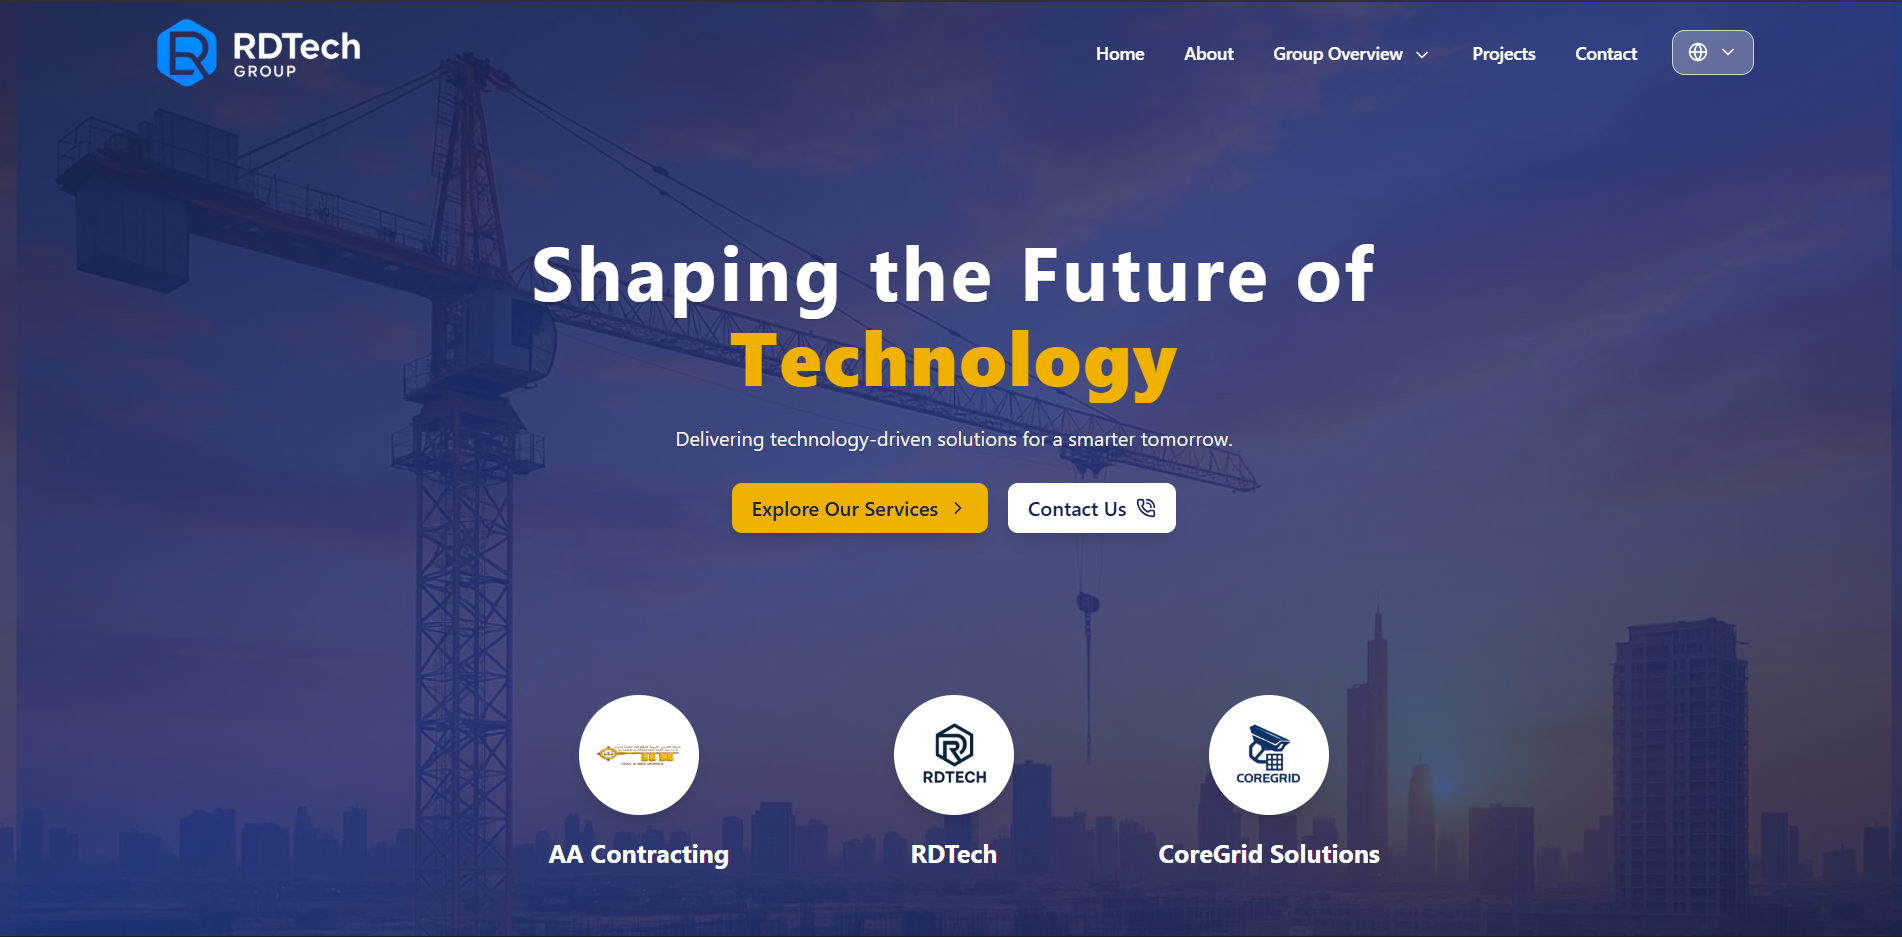 RDTech
GROUP
Home
About
Group Overview
Projects
Contact
Shaping the Future of
Technology
Delivering technology-driven solutions for a smarter tomorrow.
Explore Our Services
Contact Us
RDTECH
COREGRID
AA Contracting
RDTech
CoreGrid Solutions